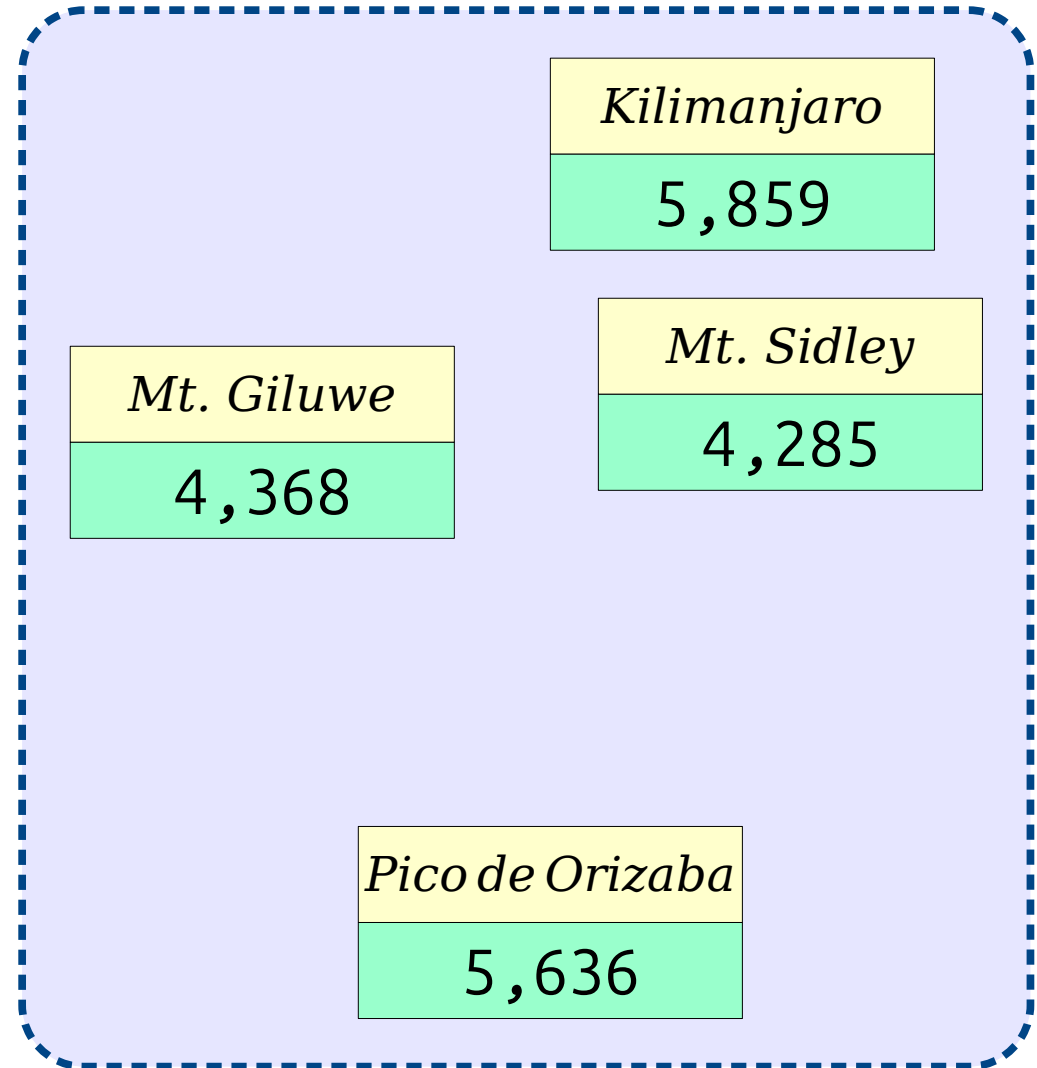 Kilimanjaro
5,859
Mt. Sidley
4,285
Mt. Giluwe
4,368
Pico de Orizaba
5,636